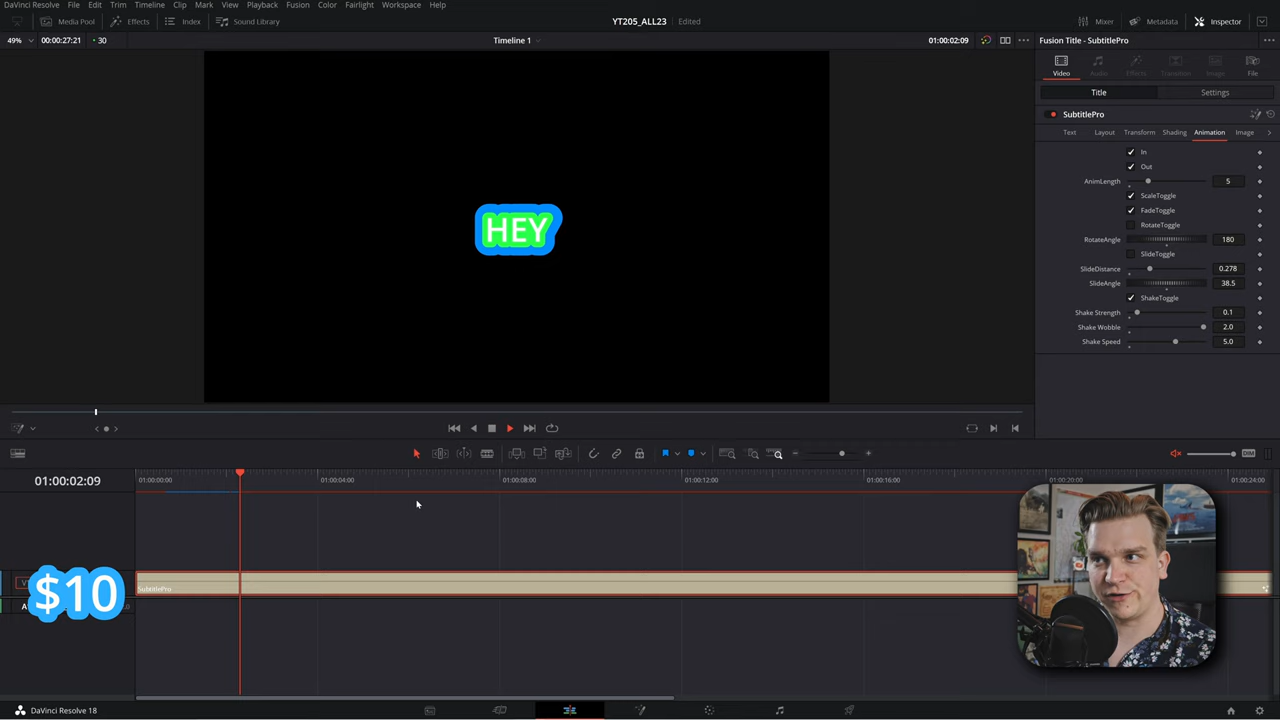 DaVinci Resolve File Edit Trim Timeline Clip Mark View Playback Fusion Color Fairlight Workspace Help
Media Pool Effects Index Sound Library YT205_ALL23 Edited Mixer Metadata Inspector
49% 00:00:27:21 30 Timeline 1 01:00:02:09 Fusion Title - SubtitlePro
Video Audio Effects Transition Image File
Title Settings
SubtitlePro
Text Layout Transform Shading Animation Image
In
Out
AnimLength 5
ScaleToggle
FadeToggle
RotateToggle
RotateAngle 180
SlideToggle
SlideDistance 0.278
SlideAngle 38.5
ShakeToggle
Shake Strength 0.1
Shake Wobble 2.0
Shake Speed 5.0
HEY
DIM
01:00:02:09 01:00:00:00 01:00:04:00 01:00:08:00 01:00:12:00 01:00:16:00 01:00:20:00 01:00:24:00
SubtitlePro
$10
DaVinci Resolve 18